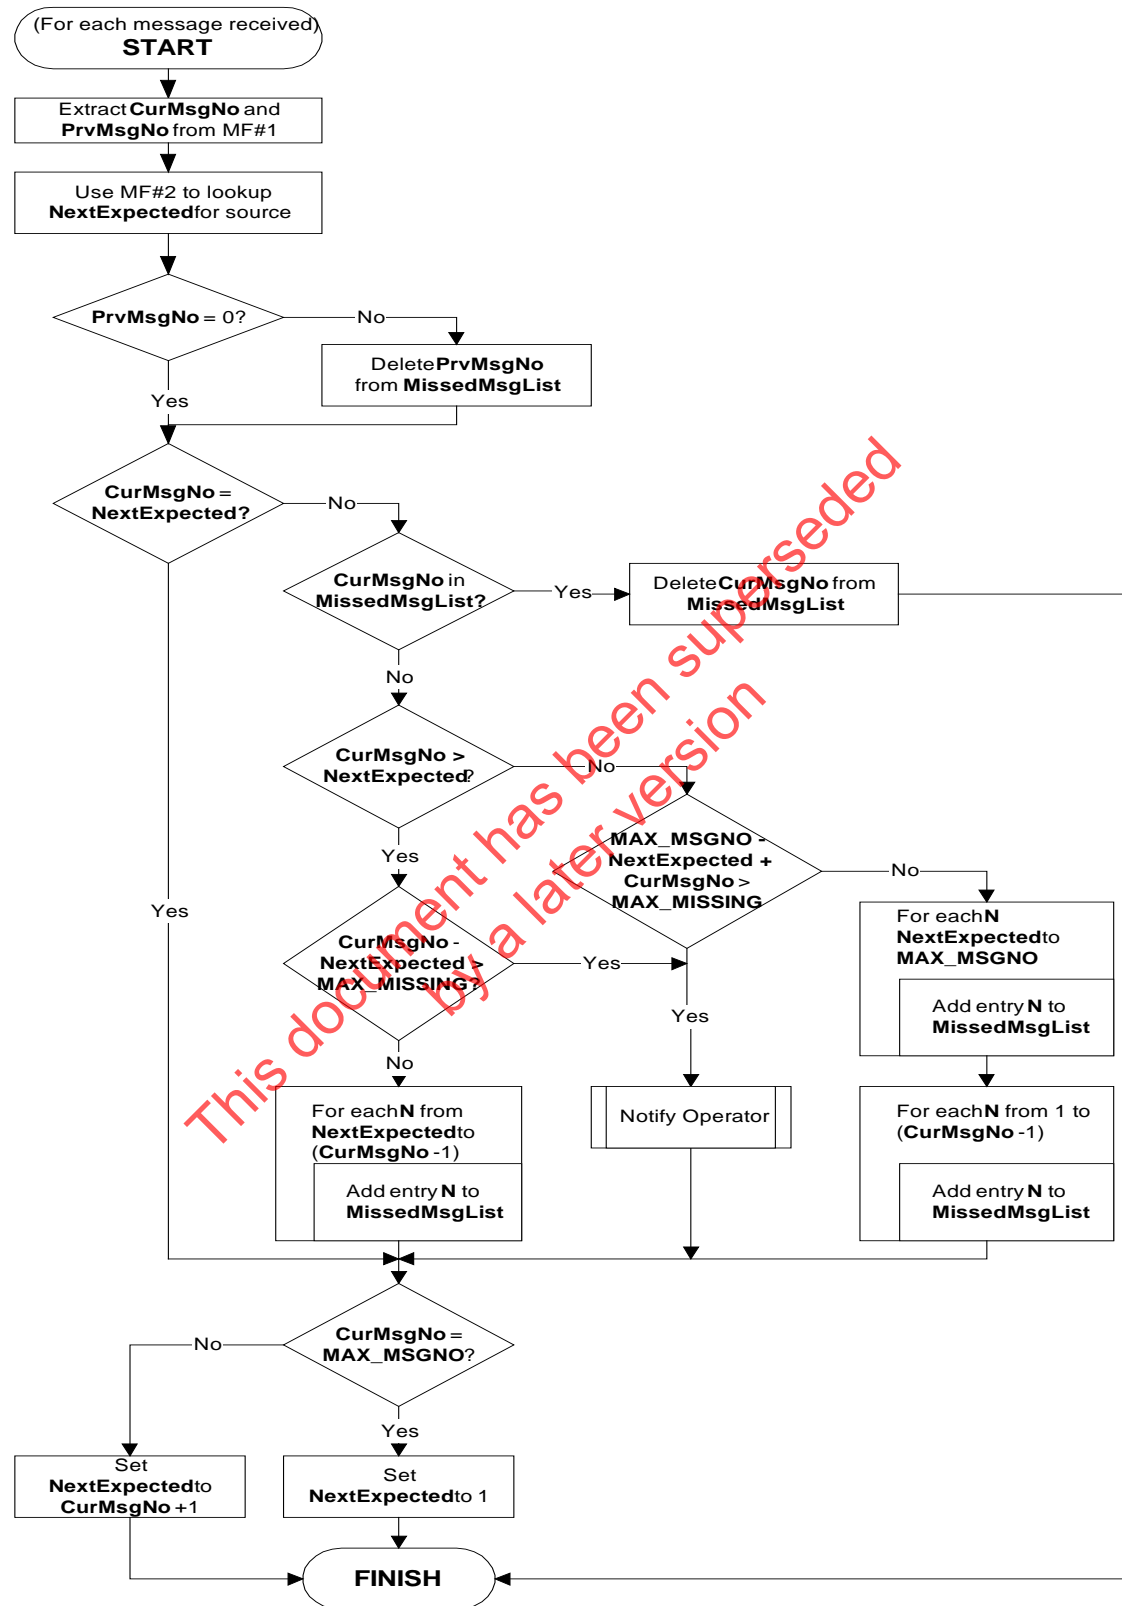 (For each message received)
START
Extract CurMsgNo and
PrvMsgNo from MF#1
Use MF#2 to lookup
NextExpected for source
PrvMsgNo = 0?
No
Delete PrvMsgNo
from MissedMsgList
Yes
CurMsgNo =
NextExpected?
No
CurMsgNo in
MissedMsgList?
Yes
Delete CurMsgNo from
MissedMsgList
No
CurMsgNo >
NextExpected?
No
MAX_MSGNO -
NextExpected +
CurMsgNo >
MAX_MISSING
Yes
No
Yes
CurMsgNo -
NextExpected >
MAX_MISSING?
Yes
For each N
NextExpected to
MAX_MSGNO
Add entry N to
MissedMsgList
Yes
No
For each N from
NextExpected to
(CurMsgNo -1)
Add entry N to
MissedMsgList
Notify Operator
For each N from 1 to
(CurMsgNo -1)
Add entry N to
MissedMsgList
CurMsgNo =
MAX_MSGNO?
No
Yes
Set
NextExpected to
CurMsgNo +1
Set
NextExpected to 1
FINISH
This document has been superseded
by a later version